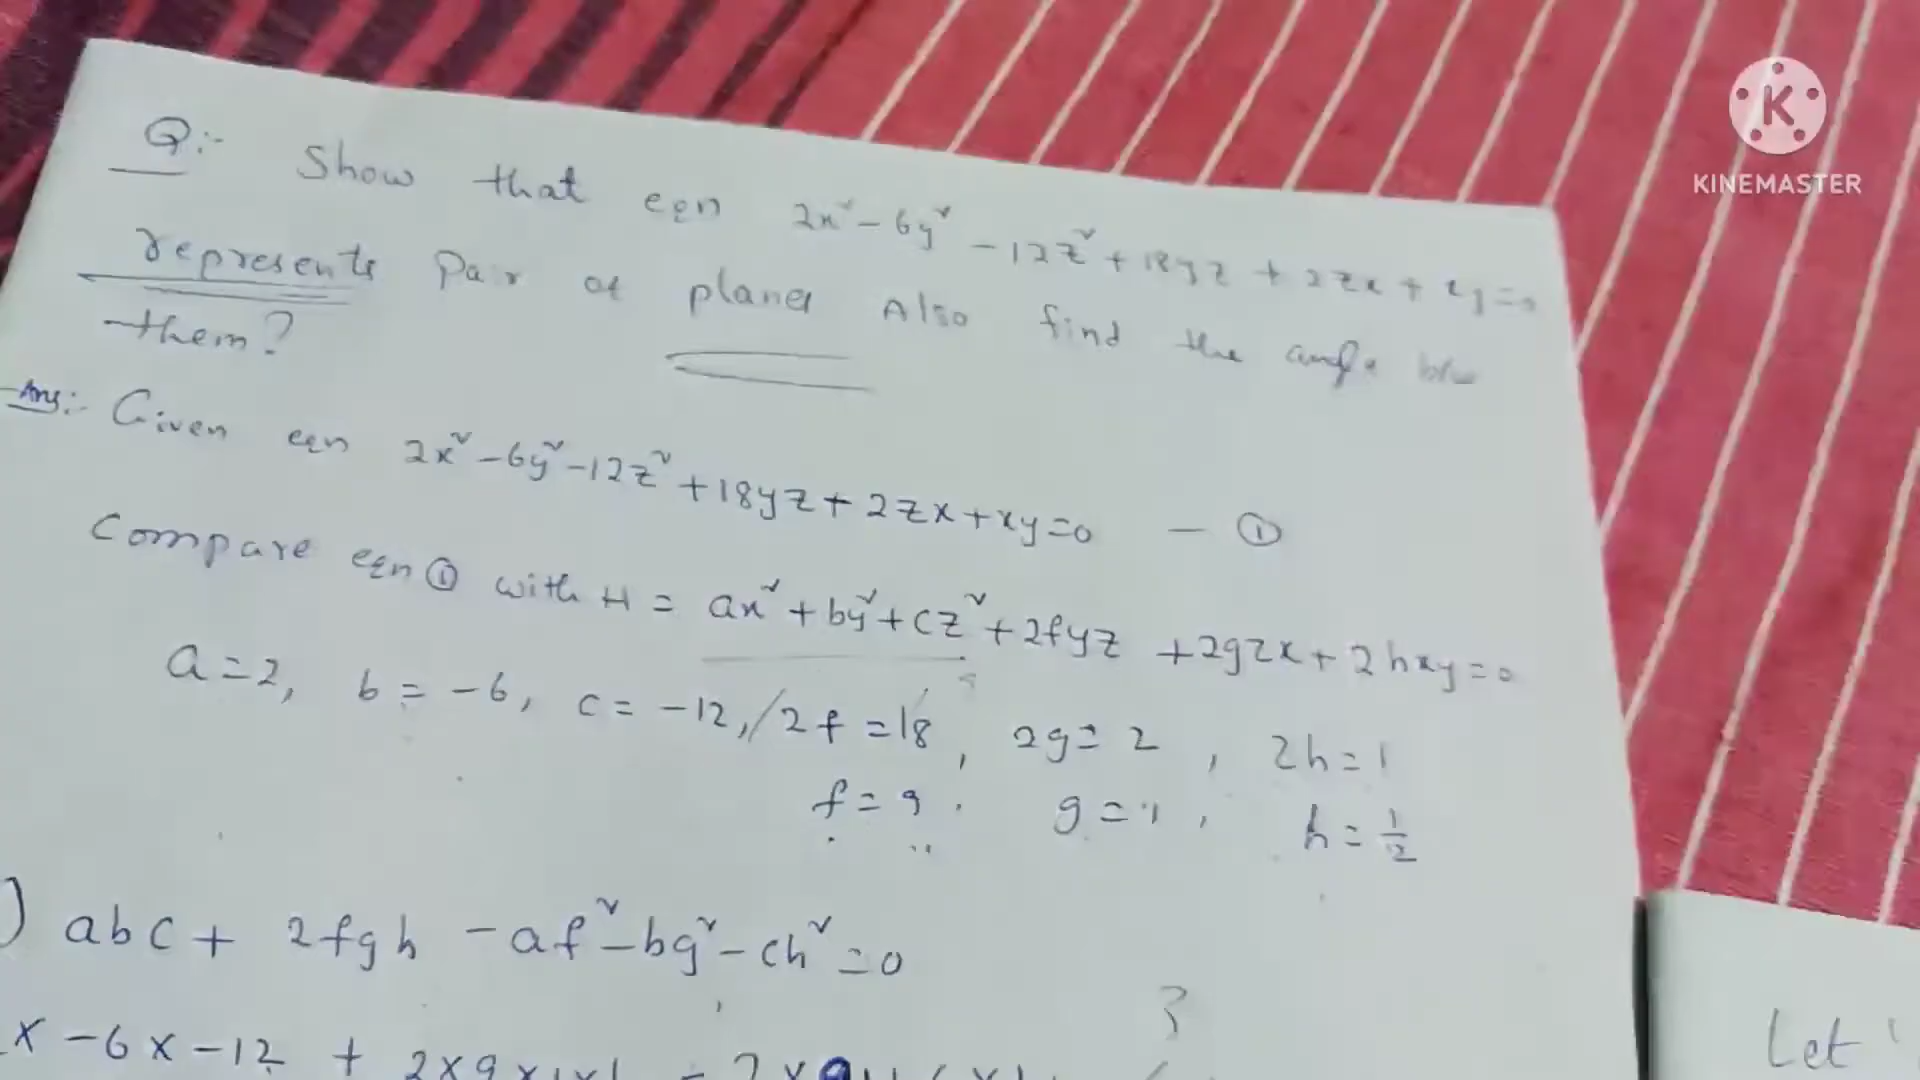 KINEMASTER
Q:- Show that eqn 2x² - 6y² - 12z² + 18yz + 2zx + xy = 0
represents Pair of planes Also find the angle b/w
them?
Ans:- Given eqn 2x² - 6y² - 12z² + 18yz + 2zx + xy = 0 — ①
Compare eqn ① with H = ax² + by² + cz² + 2fyz + 2gzx + 2hxy = 0
a = 2, b = -6, c = -12, / 2f = 18, 2g = 2, 2h = 1
f = 9, g = 1, h = 1/2
) abc + 2fgh - af² - bg² - ch² = 0
x - 6 x - 12 + 2x9x1x
Let